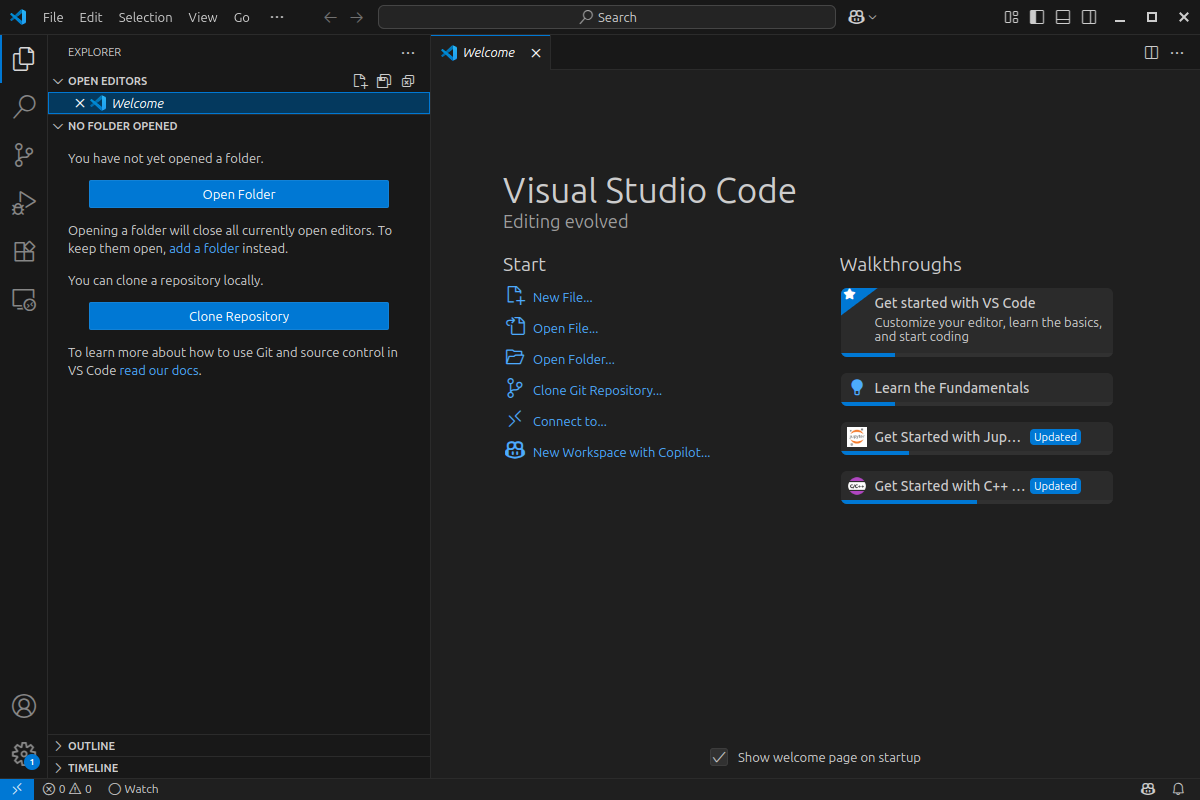 File Edit Selection View Go ··· Search
EXPLORER ···
OPEN EDITORS
Welcome
NO FOLDER OPENED
You have not yet opened a folder.
Open Folder
Opening a folder will close all currently open editors. To
keep them open, add a folder instead.
You can clone a repository locally.
Clone Repository
To learn more about how to use Git and source control in
VS Code read our docs.
OUTLINE
TIMELINE
Welcome
Visual Studio Code
Editing evolved
Start
New File...
Open File...
Open Folder...
Clone Git Repository...
Connect to...
New Workspace with Copilot...
Walkthroughs
Get started with VS Code
Customize your editor, learn the basics,
and start coding
Learn the Fundamentals
Get Started with Jup... Updated
C/C++ Get Started with C++ ... Updated
Show welcome page on startup
1
0 0 Watch